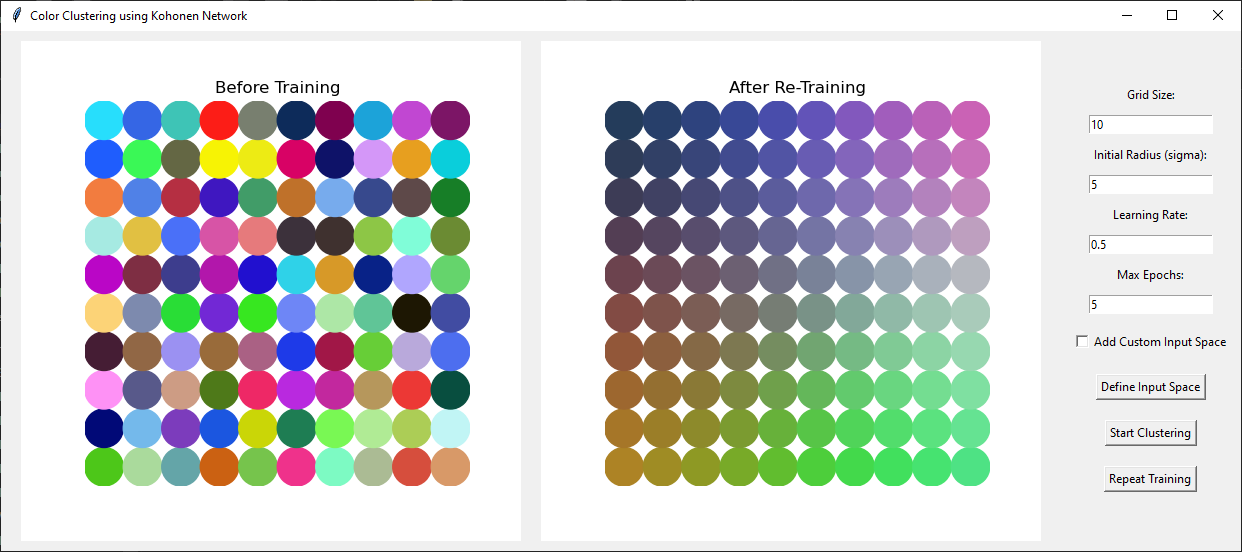 Color Clustering using Kohonen Network
Before Training
After Re-Training
Grid Size:
10
Initial Radius (sigma):
5
Learning Rate:
0.5
Max Epochs:
5
Add Custom Input Space
Define Input Space
Start Clustering
Repeat Training